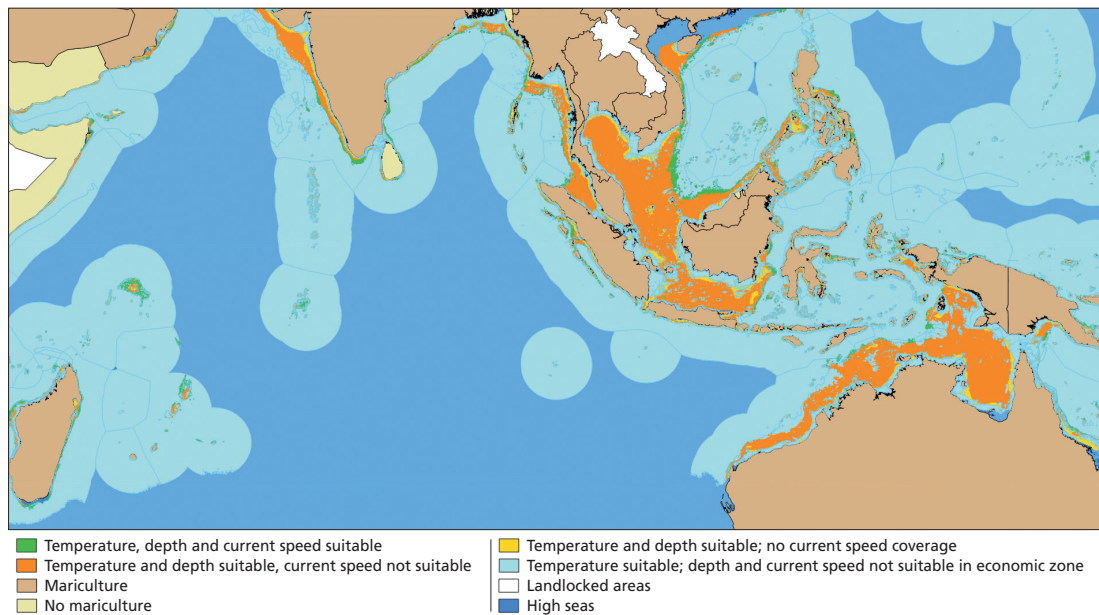 Temperature, depth and current speed suitable
Temperature and depth suitable, current speed not suitable
Mariculture
No mariculture
Temperature and depth suitable; no current speed coverage
Temperature suitable; depth and current speed not suitable in economic zone
Landlocked areas
High seas